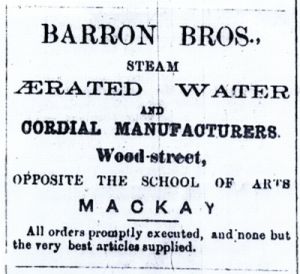 BARRON BROS.,
STEAM
ÆRATED WATER
AND
CORDIAL MANUFACTURERS.
Wood-street,
OPPOSITE THE SCHOOL OF ARTS
MACKAY
All orders promptly executed, and none but
the very best articles supplied.